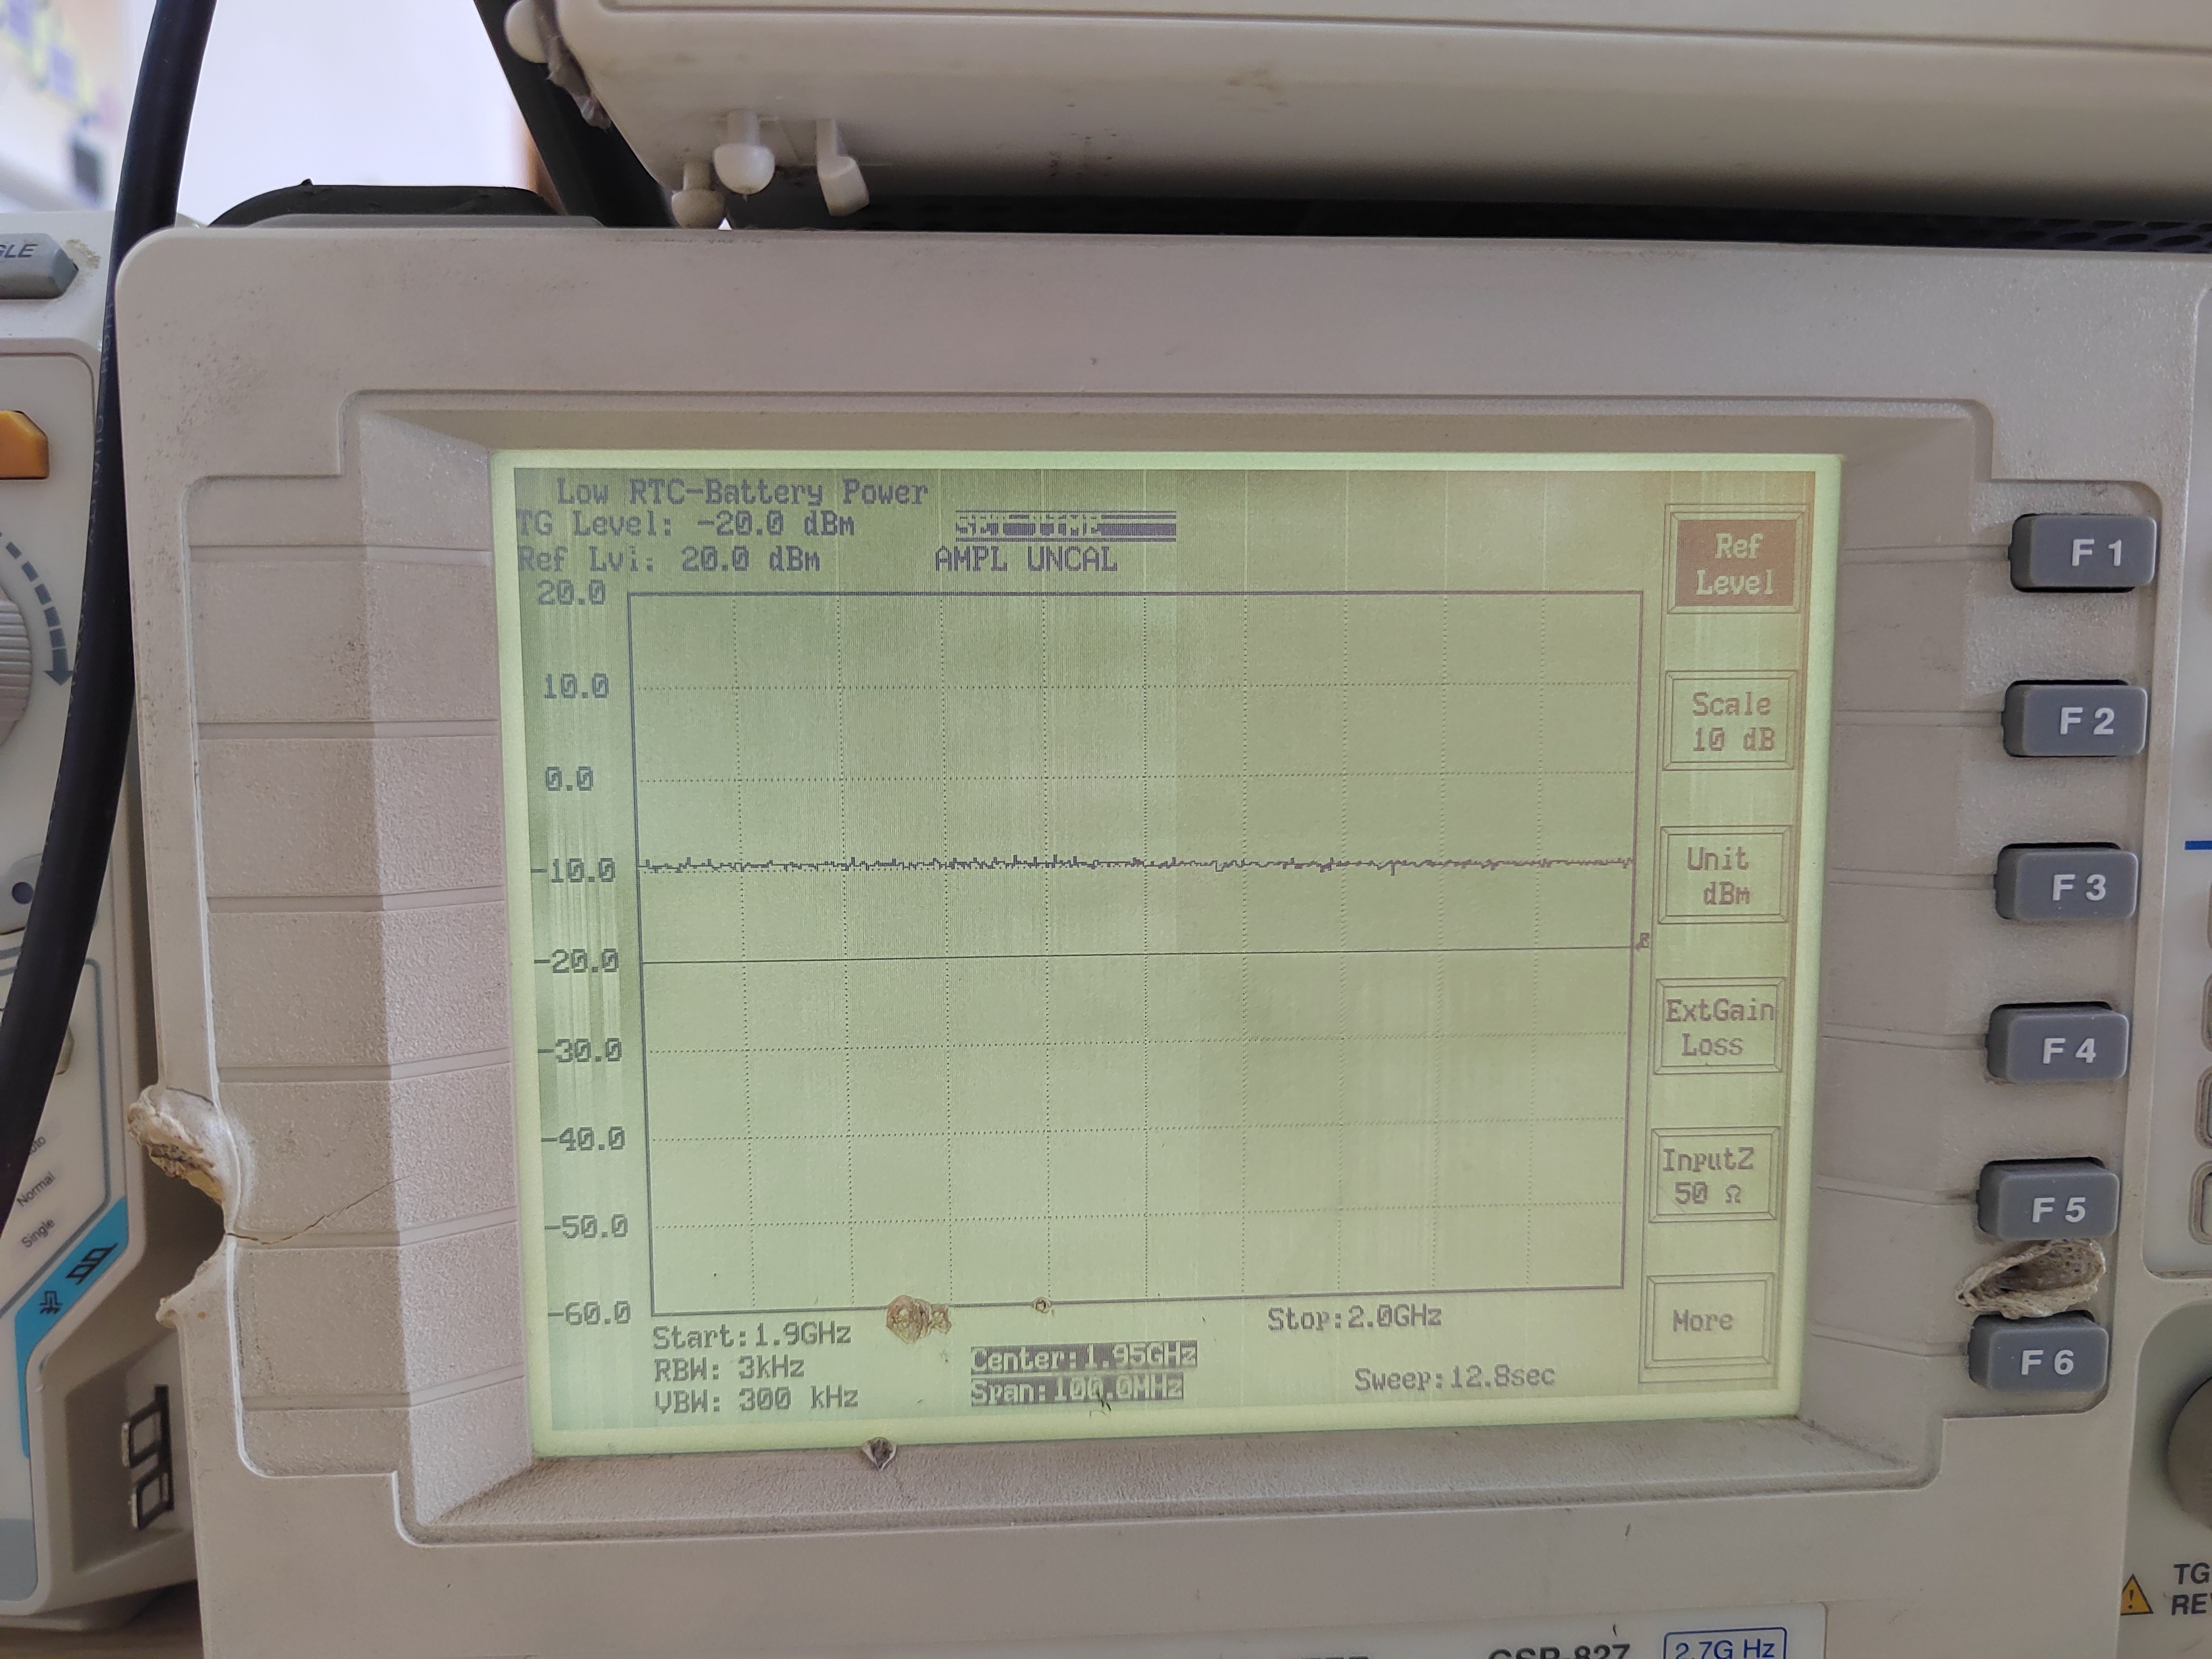 Low RTC-Battery Power
TG Level: -20.0 dBm
SET TIME
Ref Lvl: 20.0 dBm
AMPL UNCAL
20.0
10.0
0.0
-10.0
-20.0
-30.0
-40.0
-50.0
-60.0
Start:1.9GHz
Stop:2.0GHz
RBW: 3kHz
Center:1.95GHz
VBW: 300 kHz
Span:100.0MHz
Sweep:12.8sec
Ref
Level
Scale
10 dB
Unit
dBm
ExtGain
Loss
InputZ
50 Ω
More
F 1
F 2
F 3
F 4
F 5
F 6
Normal
Single
TG
2.7G Hz